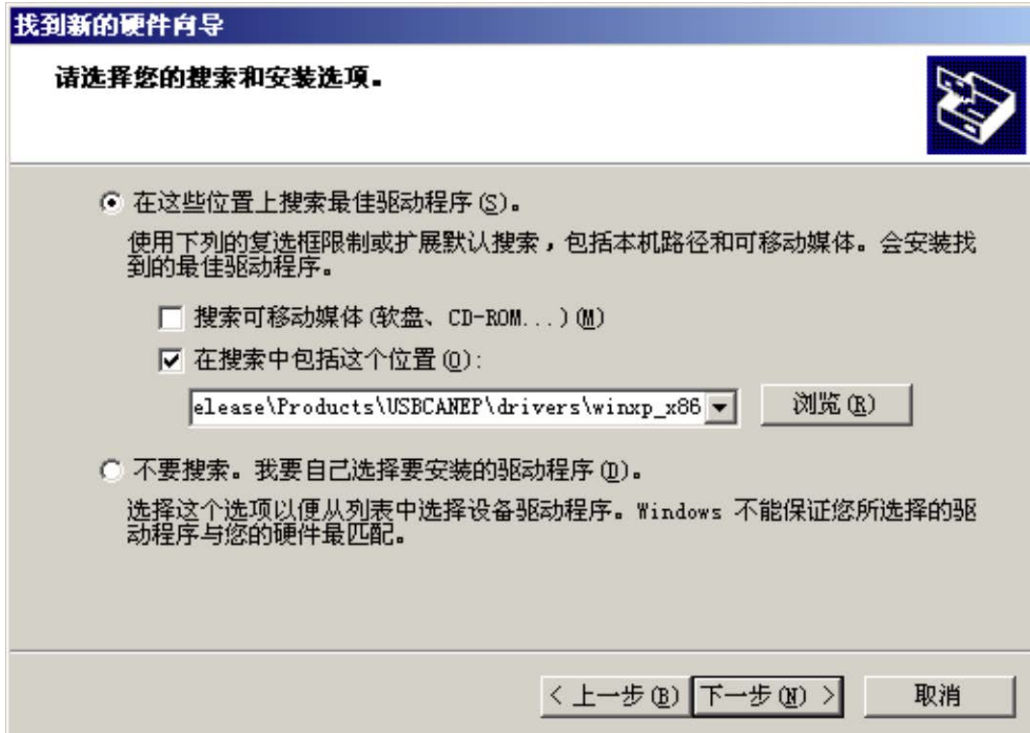 找到新的硬件向导
请选择您的搜索和安装选项。
在这些位置上搜索最佳驱动程序(S)。
使用下列的复选框限制或扩展默认搜索，包括本机路径和可移动媒体。会安装找
到的最佳驱动程序。
搜索可移动媒体(软盘、CD-ROM...)(M)
在搜索中包括这个位置(O):
elease\Products\USBCANEP\drivers\winxp_x86
浏览(R)
不要搜索。我要自己选择要安装的驱动程序(D)。
选择这个选项以便从列表中选择设备驱动程序。Windows 不能保证您所选择的驱
动程序与您的硬件最匹配。
< 上一步(B) 下一步(N) > 取消